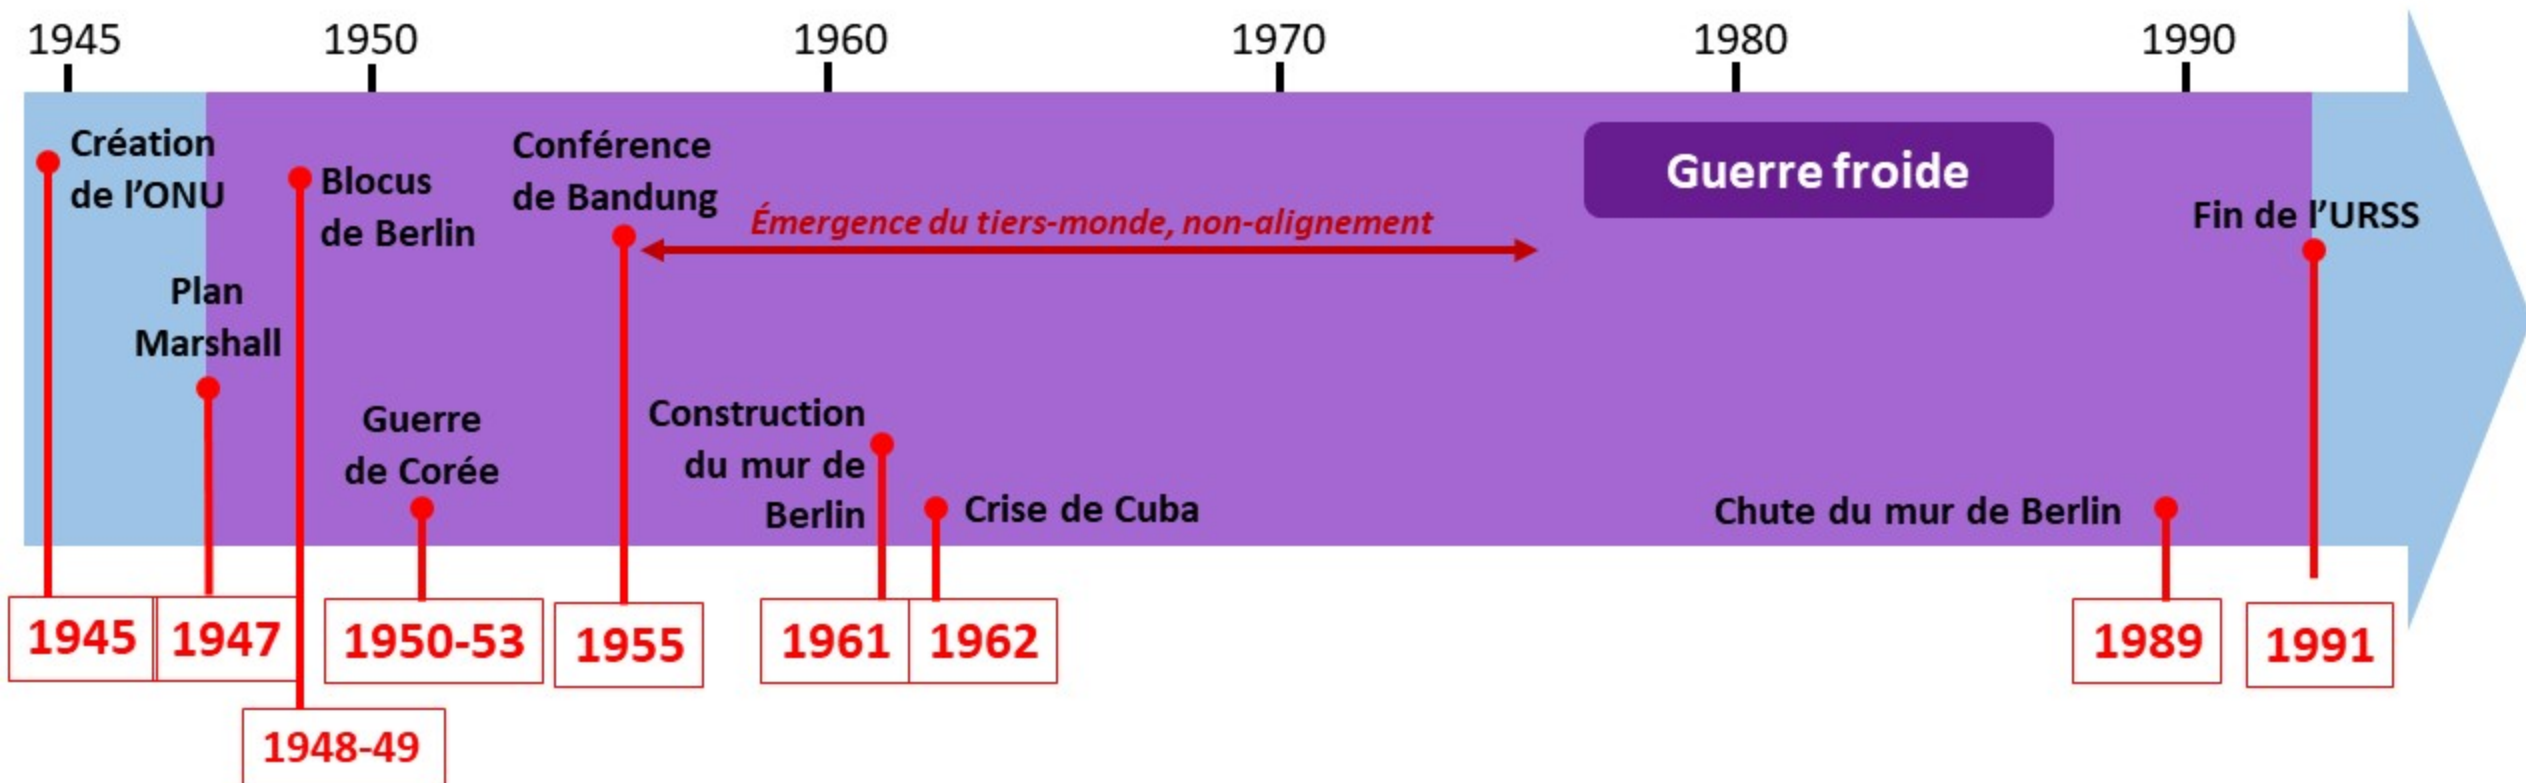 1945
1950
1960
1970
1980
1990
Création
de l'ONU
Blocus
de Berlin
Conférence
de Bandung
Émergence du tiers-monde, non-alignement
Guerre froide
Fin de l'URSS
Plan
Marshall
Guerre
de Corée
Construction
du mur de
Berlin
Crise de Cuba
Chute du mur de Berlin
1945
1947
1950-53
1955
1961
1962
1989
1991
1948-49